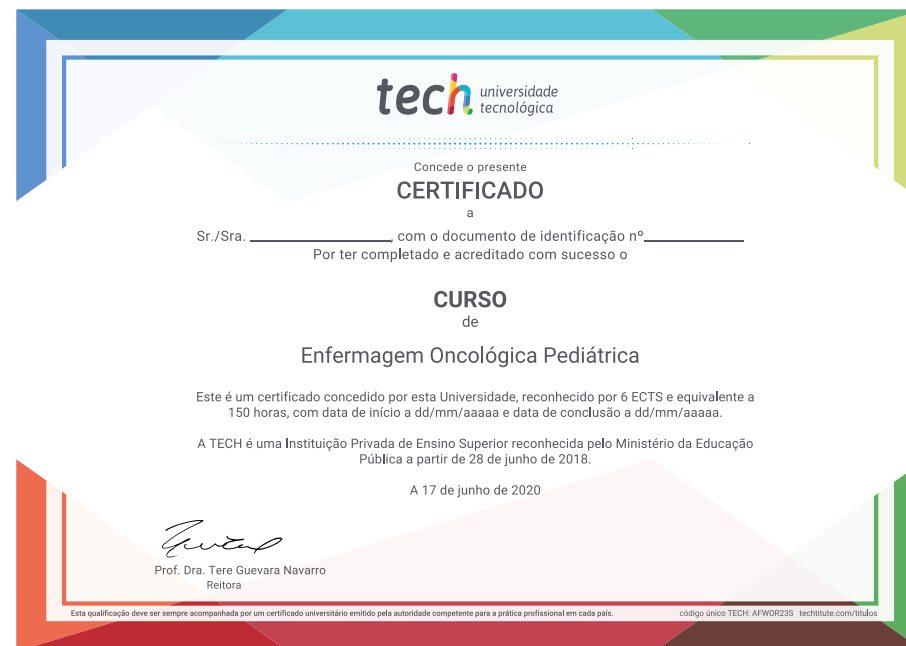 tech universidade
tecnológica
Concede o presente
CERTIFICADO
a
Sr./Sra. ________________, com o documento de identificação nº____________
Por ter completado e acreditado com sucesso o
CURSO
de
Enfermagem Oncológica Pediátrica
Este é um certificado concedido por esta Universidade, reconhecido por 6 ECTS e equivalente a
150 horas, com data de início a dd/mm/aaaaa e data de conclusão a dd/mm/aaaaa.
A TECH é uma Instituição Privada de Ensino Superior reconhecida pelo Ministério da Educação
Pública a partir de 28 de junho de 2018.
A 17 de junho de 2020
Prof. Dra. Tere Guevara Navarro
Reitora
Esta qualificação deve ser sempre acompanhada por um certificado universitário emitido pela autoridade competente para a prática profissional em cada país.
código único TECH: AFWOR23S techtitute.com/titulos